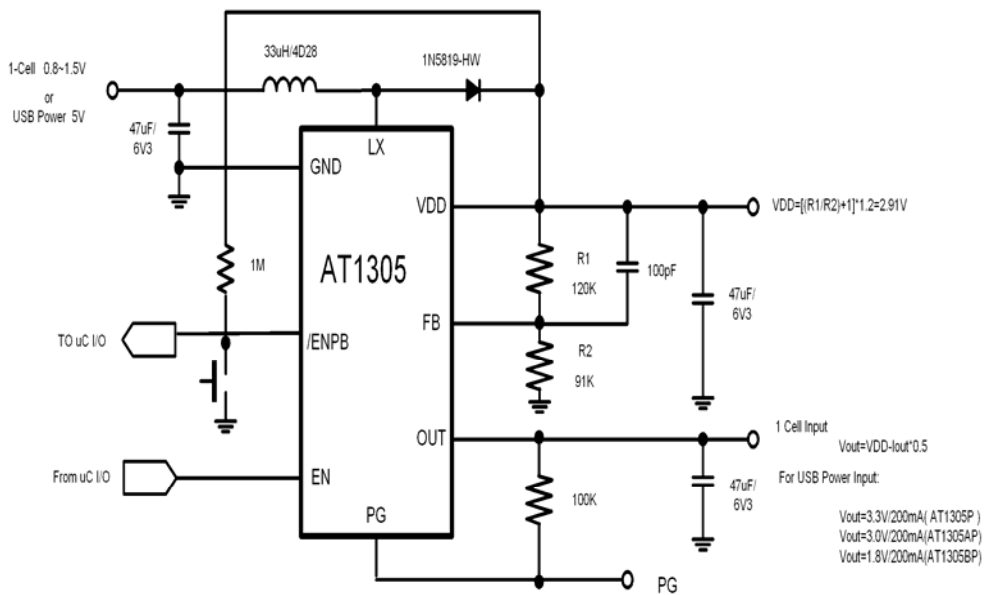 33uH/4D28
1N5819-HW
1-Cell 0.8~1.5V
or
USB Power 5V
47uF/
6V3
LX
GND
VDD
VDD=[(R1/R2)+1]*1.2=2.91V
AT1305
1M
R1
120K
100pF
47uF/
6V3
FB
TO uC I/O
/ENPB
R2
91K
OUT
1 Cell Input
Vout=VDD-Iout*0.5
From uC I/O
EN
100K
47uF/
6V3
For USB Power Input:
PG
Vout=3.3V/200mA( AT1305P )
Vout=3.0V/200mA(AT1305AP)
Vout=1.8V/200mA(AT1305BP)
PG